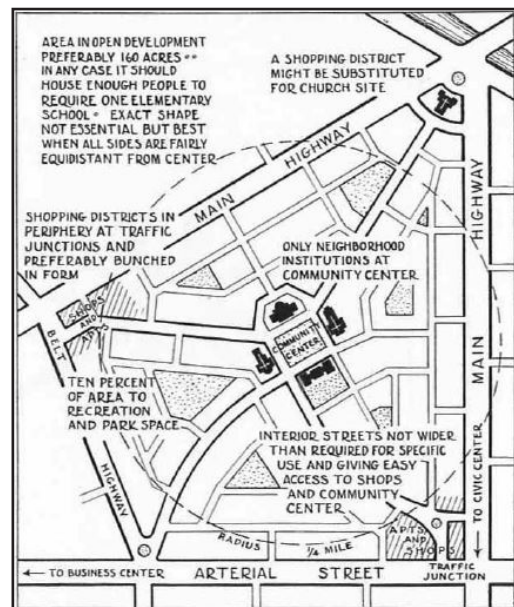 AREA IN OPEN DEVELOPMENT
PREFERABLY 160 ACRES --
IN ANY CASE IT SHOULD
HOUSE ENOUGH PEOPLE TO
REQUIRE ONE ELEMENTARY
SCHOOL - EXACT SHAPE
NOT ESSENTIAL BUT BEST
WHEN ALL SIDES ARE FAIRLY
EQUIDISTANT FROM CENTER
A SHOPPING DISTRICT
MIGHT BE SUBSTITUTED
FOR CHURCH SITE
MAIN HIGHWAY
HIGHWAY
MAIN
SHOPPING DISTRICTS IN
PERIPHERY AT TRAFFIC
JUNCTIONS AND
PREFERABLY BUNCHED
IN FORM
ONLY NEIGHBORHOOD
INSTITUTIONS AT
COMMUNITY CENTER
SHOPS
AND
APTS
COMMUNITY
CENTER
BELT
HIGHWAY
TEN PERCENT
OF AREA TO
RECREATION
AND PARK SPACE
INTERIOR STREETS NOT WIDER
THAN REQUIRED FOR SPECIFIC
USE AND GIVING EASY
ACCESS TO SHOPS
AND COMMUNITY
CENTER
TO CIVIC CENTER
RADIUS 1/4 MILE
APTS
AND
SHOPS
← TO BUSINESS CENTER
ARTERIAL STREET
TRAFFIC
JUNCTION